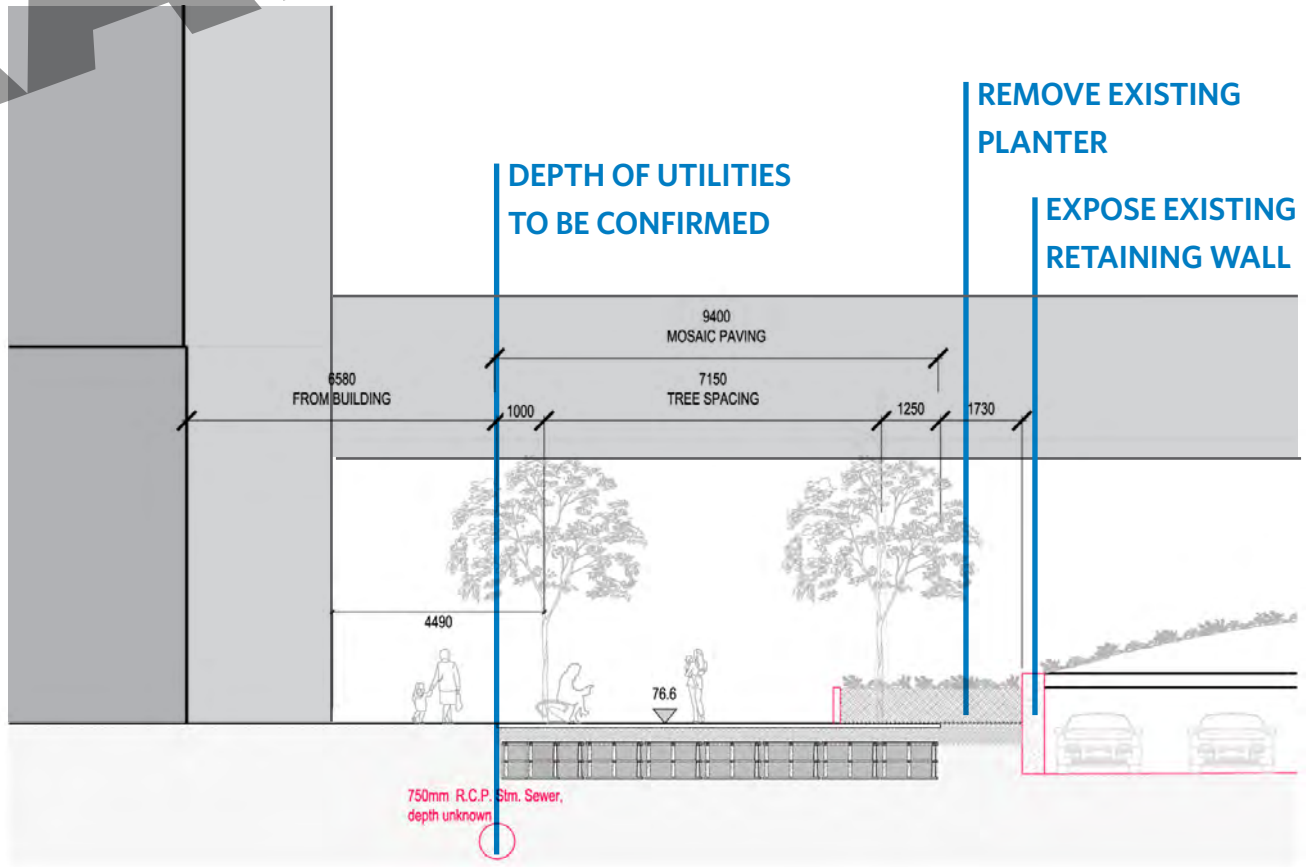 REMOVE EXISTING
PLANTER
DEPTH OF UTILITIES
TO BE CONFIRMED
EXPOSE EXISTING
RETAINING WALL
9400
MOSAIC PAVING
6580
FROM BUILDING
1000
7150
TREE SPACING
1250
1730
4490
76.6
750mm R.C.P. Stm. Sewer,
depth unknown